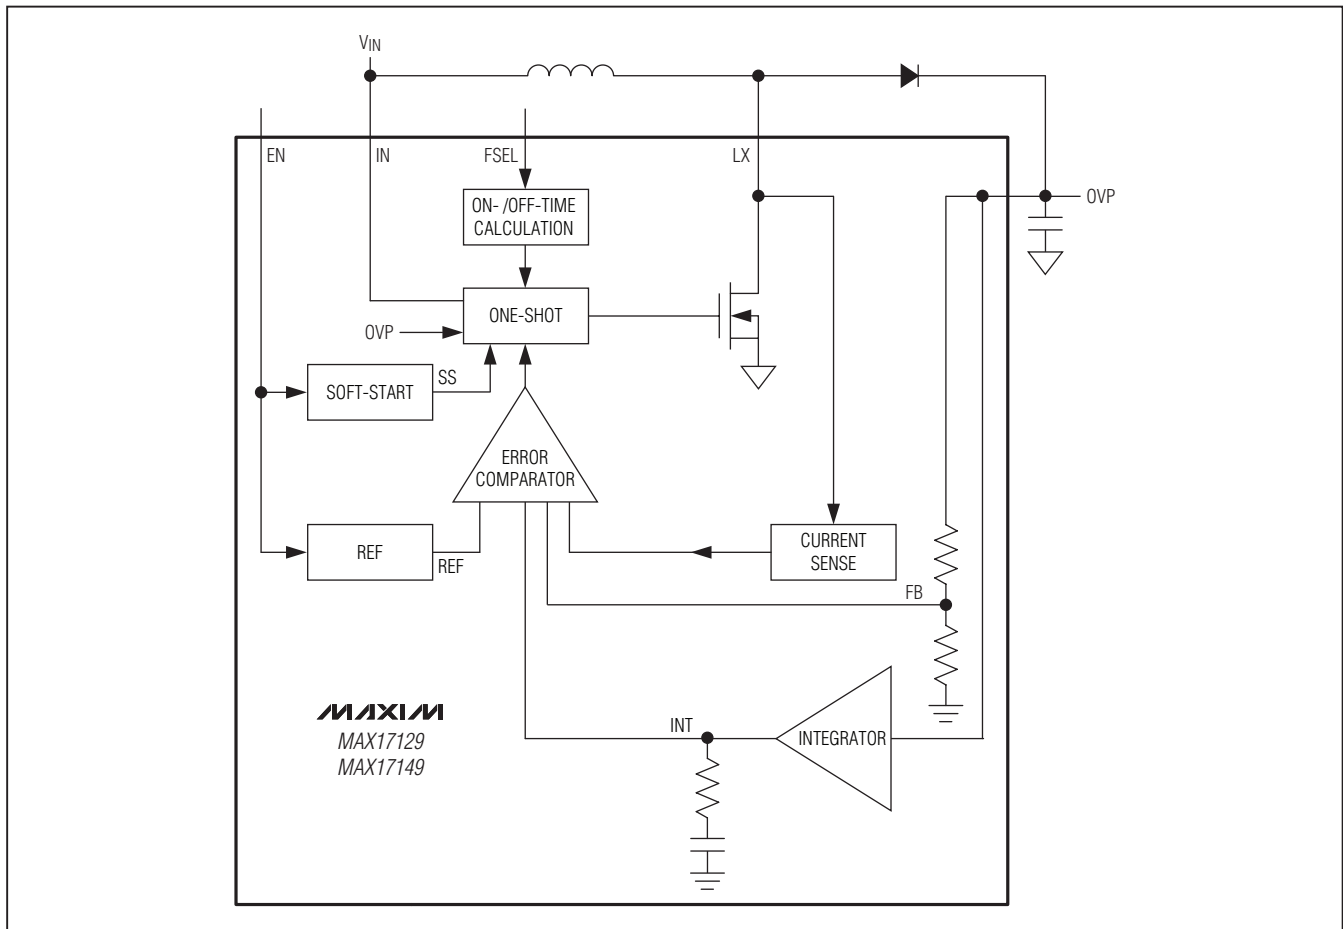 VIN
EN
IN
FSEL
LX
ON- /OFF-TIME
CALCULATION
OVP
ONE-SHOT
OVP
SOFT-START
SS
ERROR
COMPARATOR
REF
REF
CURRENT
SENSE
FB
MAXIM
MAX17129
MAX17149
INT
INTEGRATOR